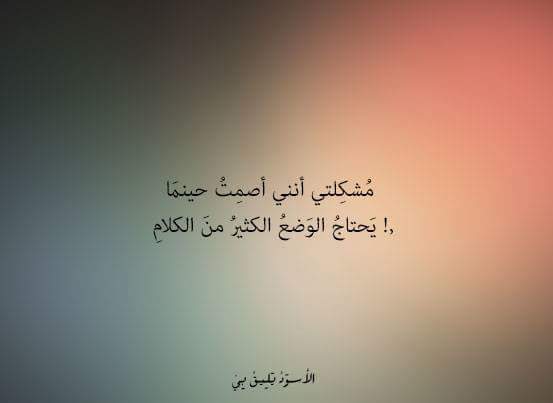 مُشكِلتي أنني أصمِتُ حينمَا
,! يَحتاجُ الوَضعُ الكثيرُ منَ الكلامِ
الأسوَدُ يَليقُ بِيَ